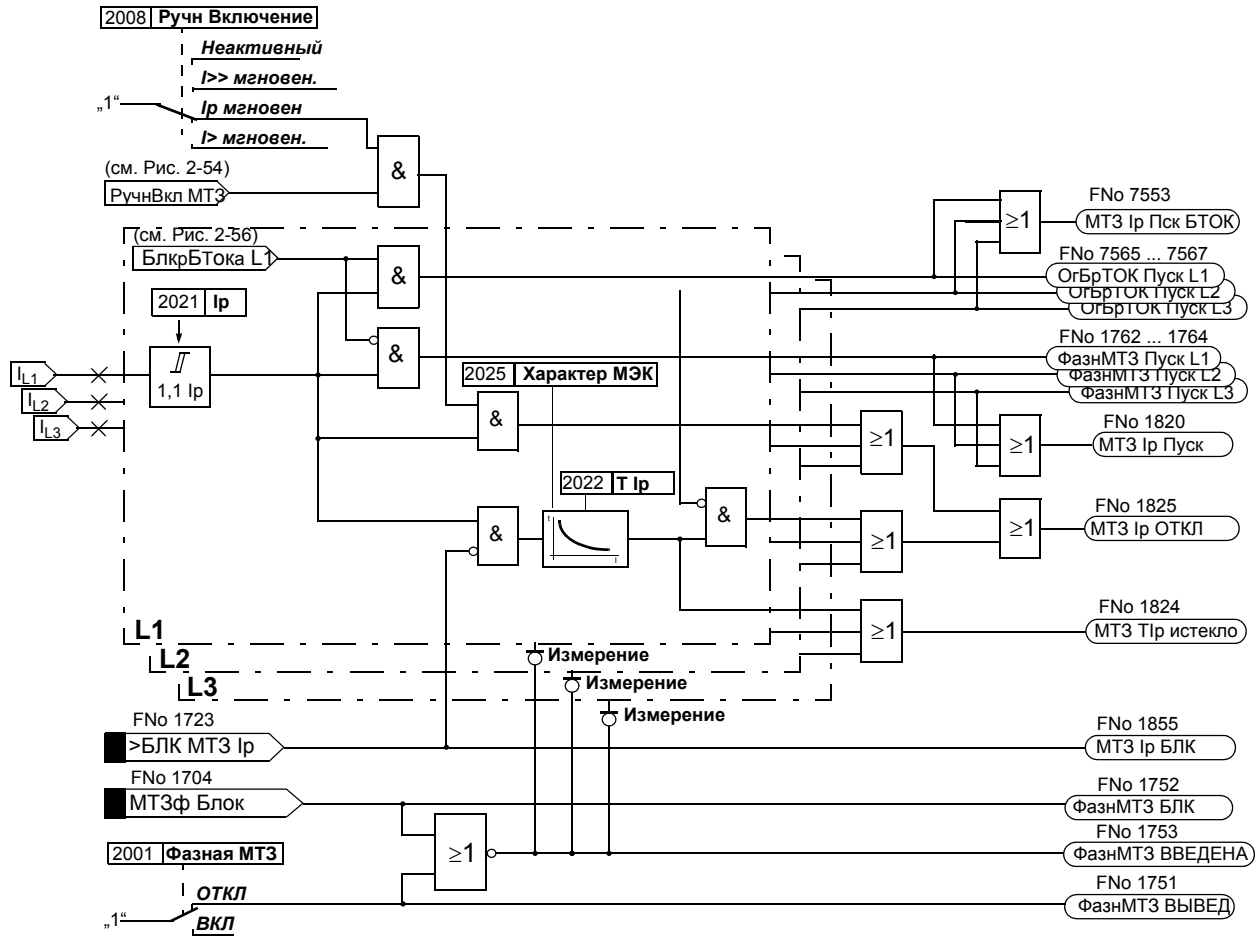 2008 Ручн Включение
Неактивный
I>> мгновен.
„1“
Ip мгновен
I> мгновен.
&
(см. Рис. 2-54)
РучнВкл МТЗ
FNo 7553
≥1
МТЗ Ip Пск БТОК
(см. Рис. 2-56)
БлкрБТока L1
&
FNo 7565 ... 7567
ОгБрТОК Пуск L1
ОгБрТОК Пуск L2
ОгБрТОК Пуск L3
2021 Ip
&
FNo 1762 ... 1764
ФазнМТЗ Пуск L1
ФазнМТЗ Пуск L2
ФазнМТЗ Пуск L3
IL1
1,1 Ip
IL2
IL3
2025 Характер МЭК
&
≥1
FNo 1820
≥1
МТЗ Ip Пуск
2022 T Ip
&
t
I
&
≥1
FNo 1825
≥1
МТЗ Ip ОТКЛ
FNo 1824
≥1
МТЗ TIp истекло
L1
L2
L3
Измерение
Измерение
Измерение
FNo 1723
>БЛК МТЗ Ip
FNo 1855
МТЗ Ip БЛК
FNo 1704
МТЗф Блок
FNo 1752
ФазнМТЗ БЛК
≥1
FNo 1753
ФазнМТЗ ВВЕДЕНА
2001 Фазная МТЗ
ОТКЛ
„1“
ВКЛ
FNo 1751
ФазнМТЗ ВЫВЕД